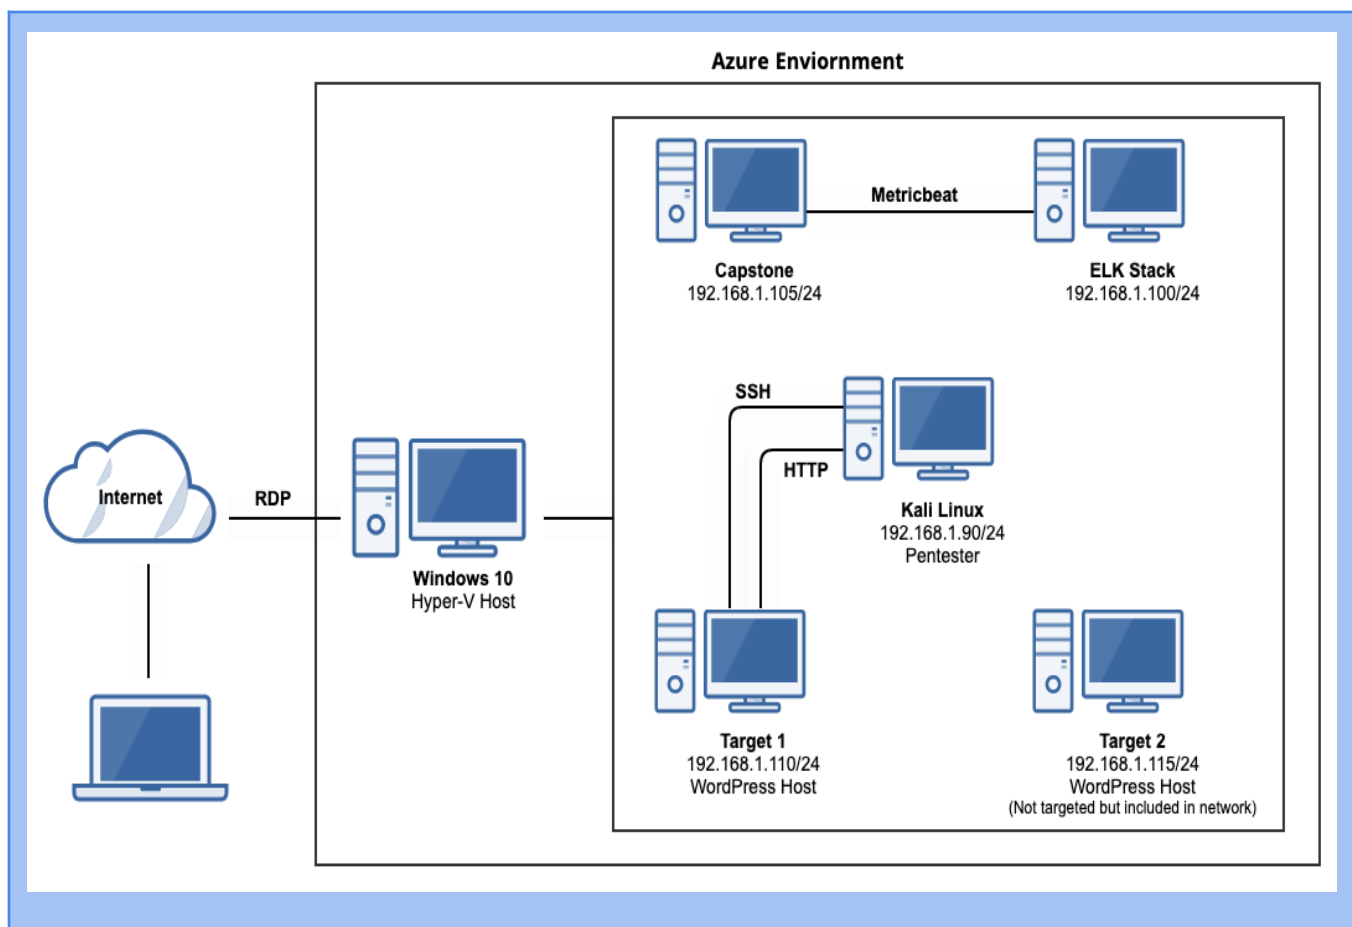 Azure Enviornment
Metricbeat
Capstone
192.168.1.105/24
ELK Stack
192.168.1.100/24
SSH
HTTP
Kali Linux
192.168.1.90/24
Pentester
Internet
RDP
Windows 10
Hyper-V Host
Target 1
192.168.1.110/24
WordPress Host
Target 2
192.168.1.115/24
WordPress Host
(Not targeted but included in network)